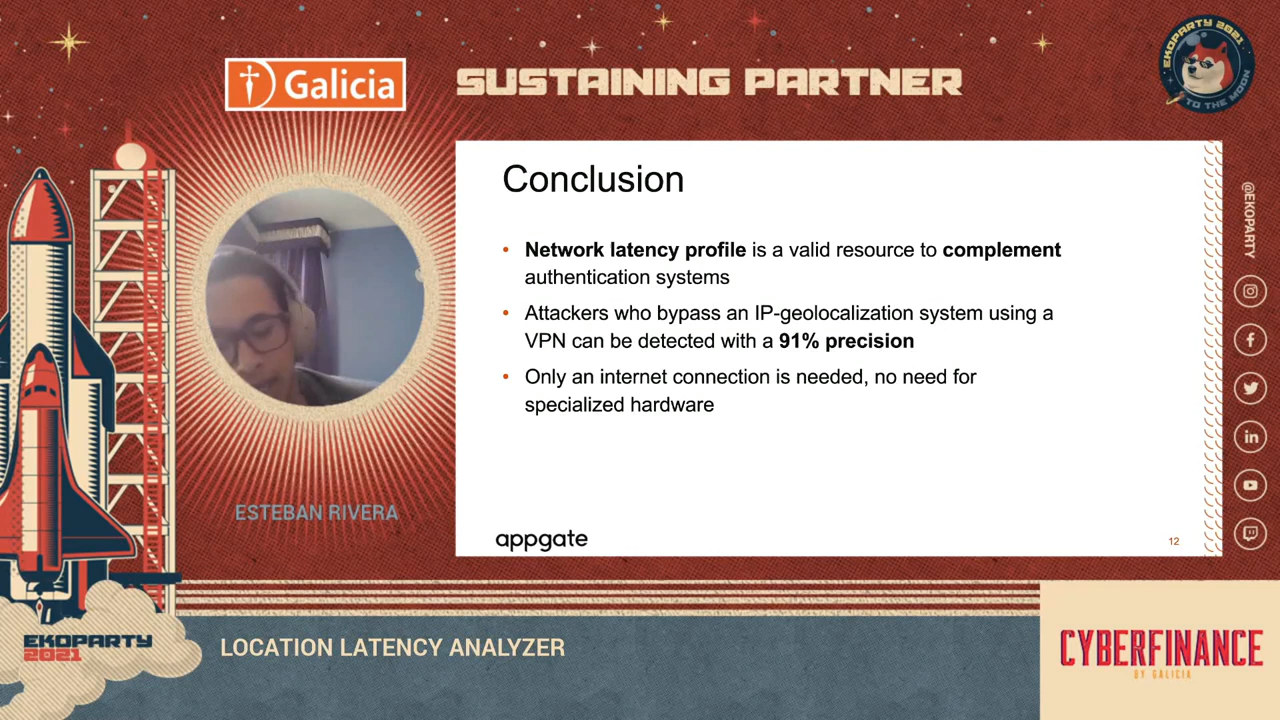 Galicia
SUSTAINING PARTNER
EKOPARTY 2021
TO THE MOON
@EKOPARTY
Conclusion
• Network latency profile is a valid resource to complement
authentication systems
• Attackers who bypass an IP-geolocalization system using a
VPN can be detected with a 91% precision
• Only an internet connection is needed, no need for
specialized hardware
appgate
12
ESTEBAN RIVERA
EKOPARTY
2021
LOCATION LATENCY ANALYZER
CYBERFINANCE
BY GALICIA